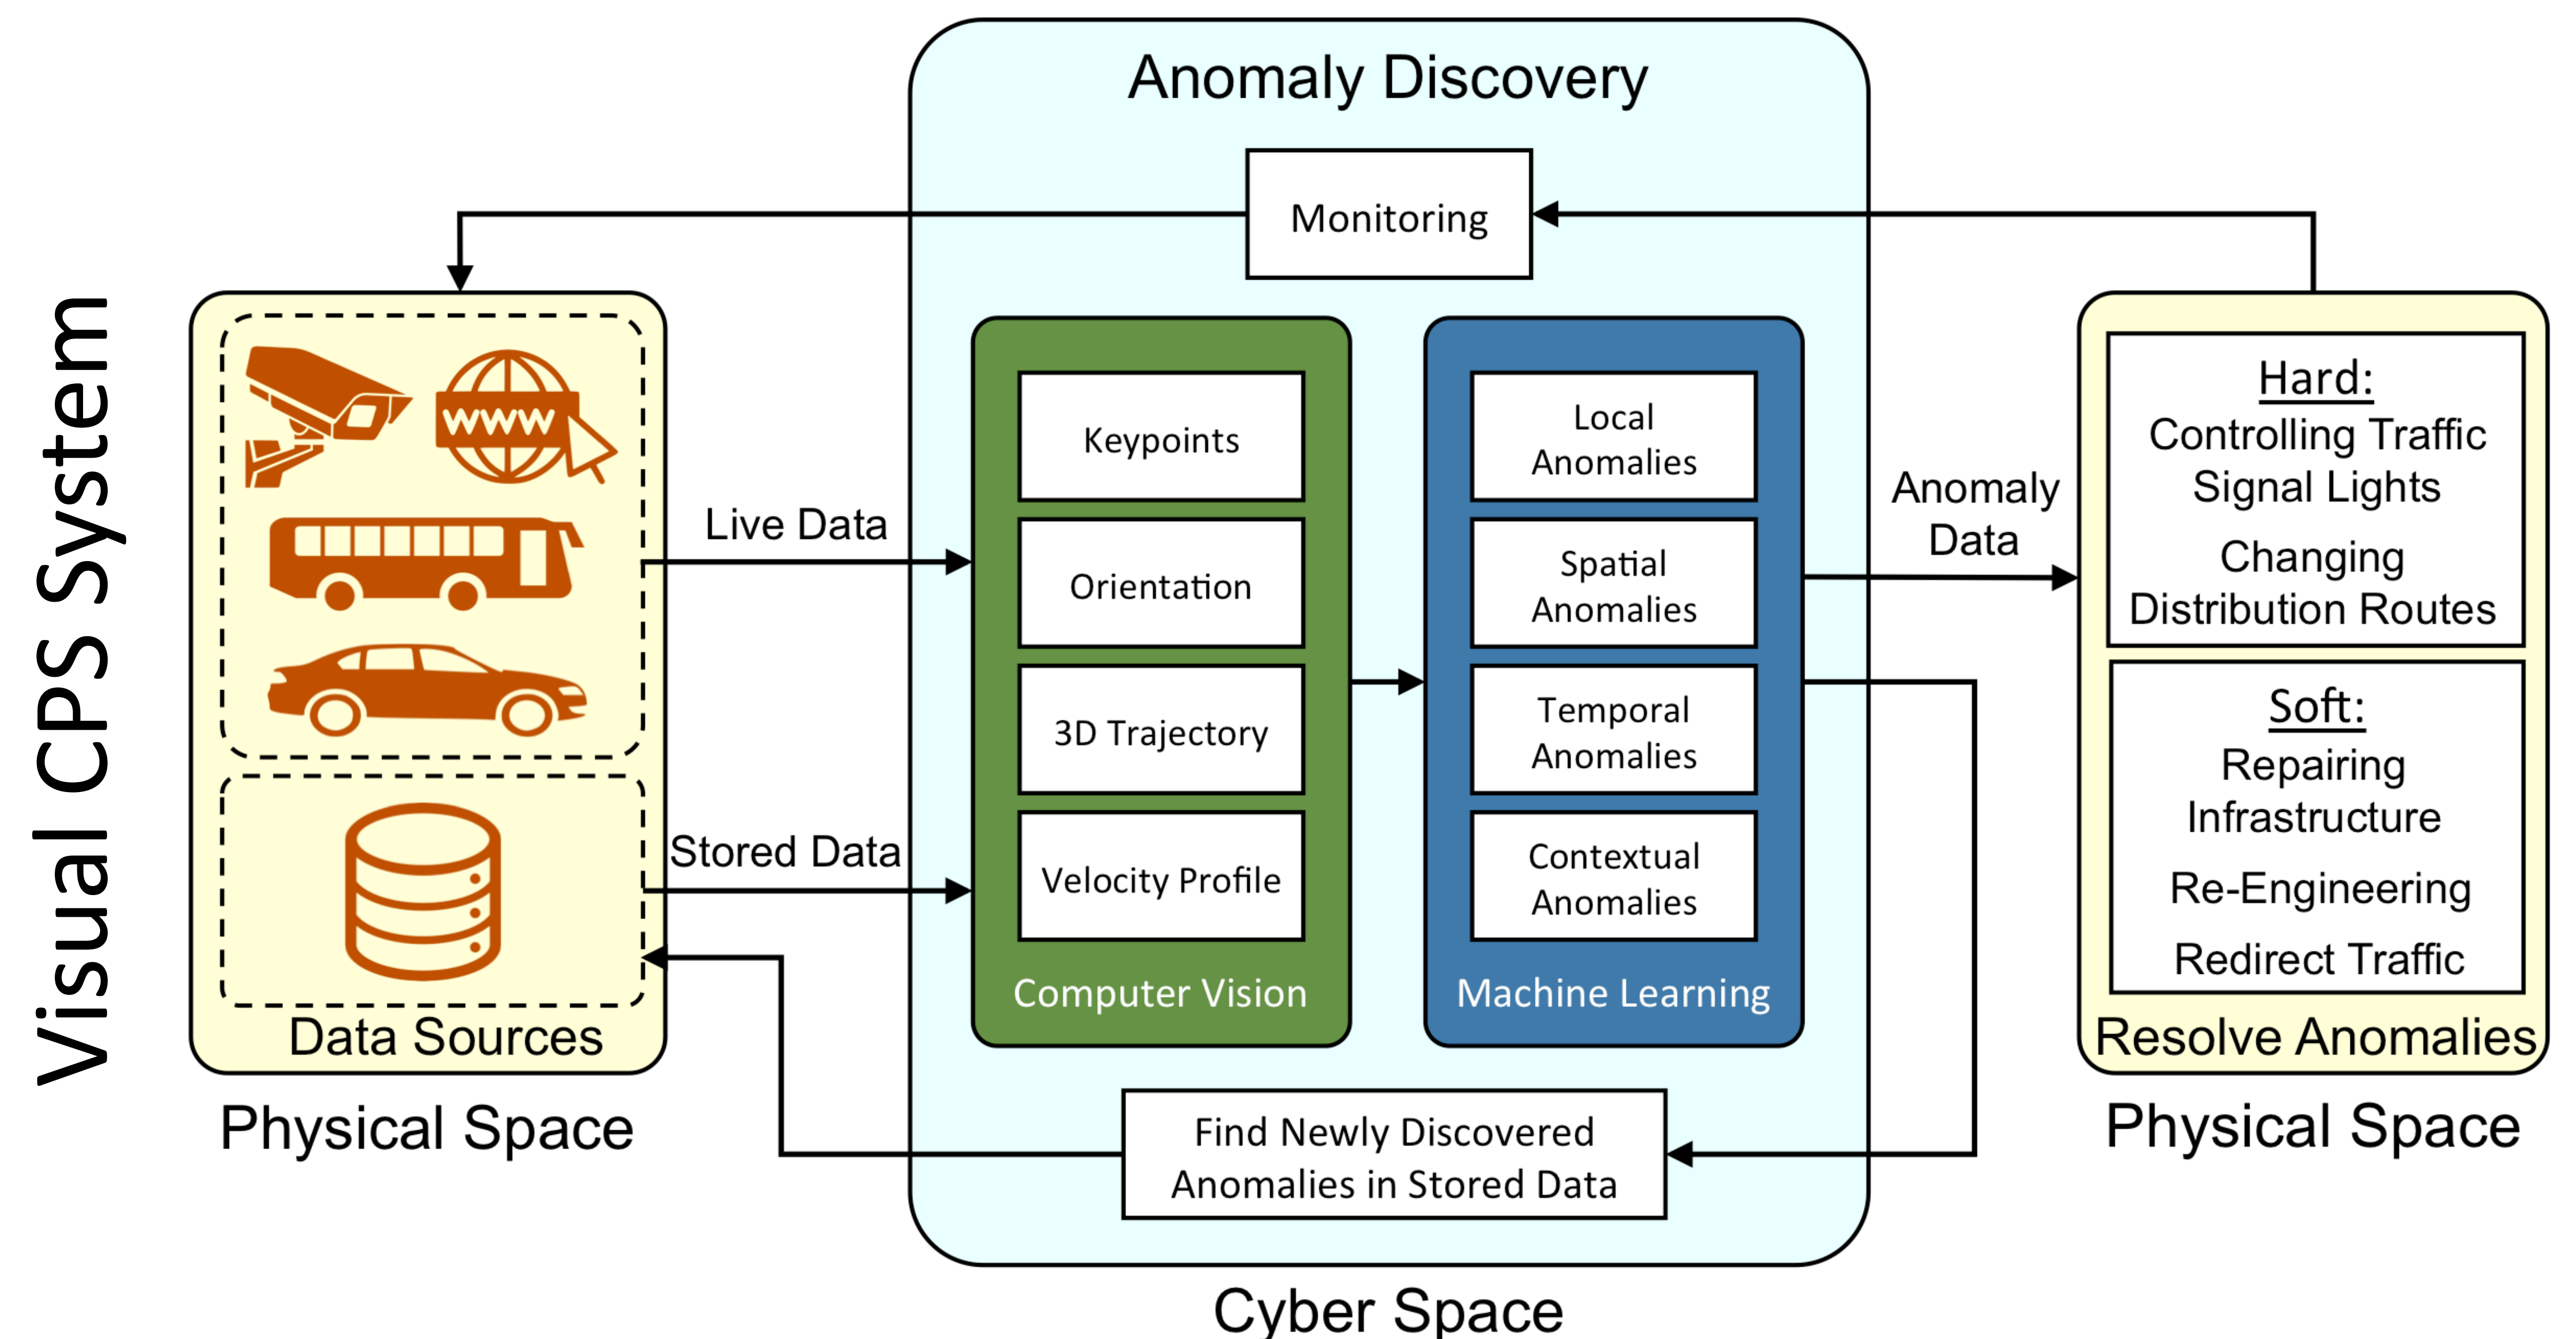 Visual CPS System
Anomaly Discovery
Monitoring
www
Live Data
Stored Data
Data Sources
Physical Space
Keypoints
Orientation
3D Trajectory
Velocity Profile
Computer Vision
Local
Anomalies
Spatial
Anomalies
Temporal
Anomalies
Contextual
Anomalies
Machine Learning
Find Newly Discovered
Anomalies in Stored Data
Cyber Space
Anomaly
Data
Hard:
Controlling Traffic
Signal Lights
Changing
Distribution Routes
Soft:
Repairing
Infrastructure
Re-Engineering
Redirect Traffic
Resolve Anomalies
Physical Space